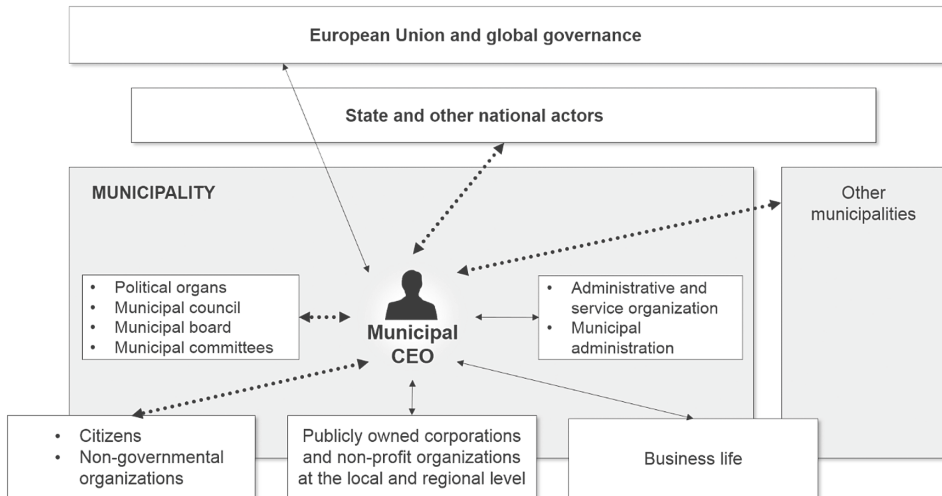 European Union and global governance
State and other national actors
MUNICIPALITY
Other
municipalities
• Political organs
• Municipal council
• Municipal board
• Municipal committees
Municipal
CEO
• Administrative and
service organization
• Municipal
administration
• Citizens
• Non-governmental
organizations
Publicly owned corporations
and non-profit organizations
at the local and regional level
Business life